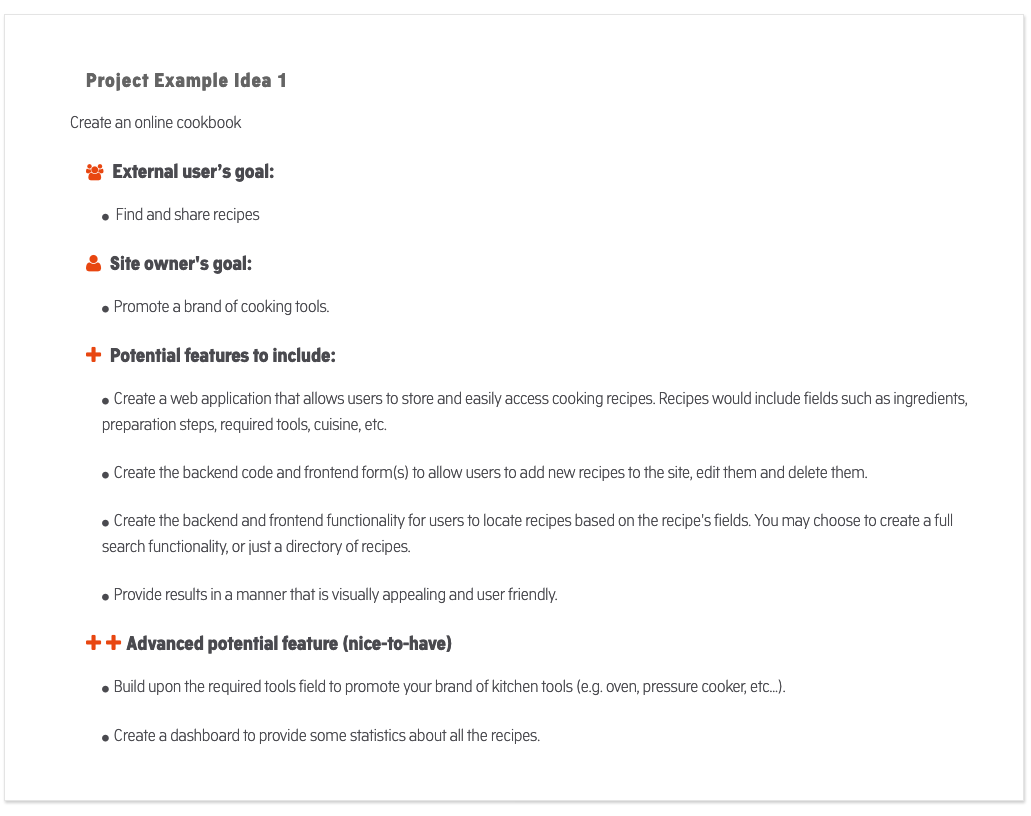 Project Example Idea 1
Create an online cookbook
External user’s goal:
● Find and share recipes
Site owner's goal:
● Promote a brand of cooking tools.
Potential features to include:
● Create a web application that allows users to store and easily access cooking recipes. Recipes would include fields such as ingredients,
preparation steps, required tools, cuisine, etc.
● Create the backend code and frontend form(s) to allow users to add new recipes to the site, edit them and delete them.
● Create the backend and frontend functionality for users to locate recipes based on the recipe's fields. You may choose to create a full
search functionality, or just a directory of recipes.
● Provide results in a manner that is visually appealing and user friendly.
Advanced potential feature (nice-to-have)
● Build upon the required tools field to promote your brand of kitchen tools (e.g. oven, pressure cooker, etc...).
● Create a dashboard to provide some statistics about all the recipes.